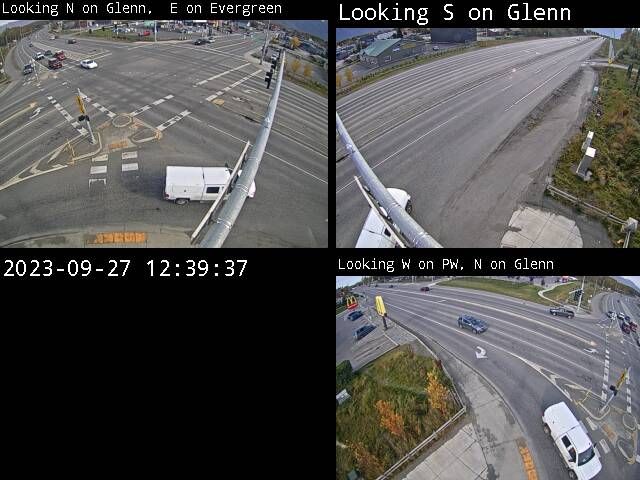 Looking N on Glenn, E on Evergreen
Looking S on Glenn
2023-09-27 12:39:37
Looking W on PW, N on Glenn